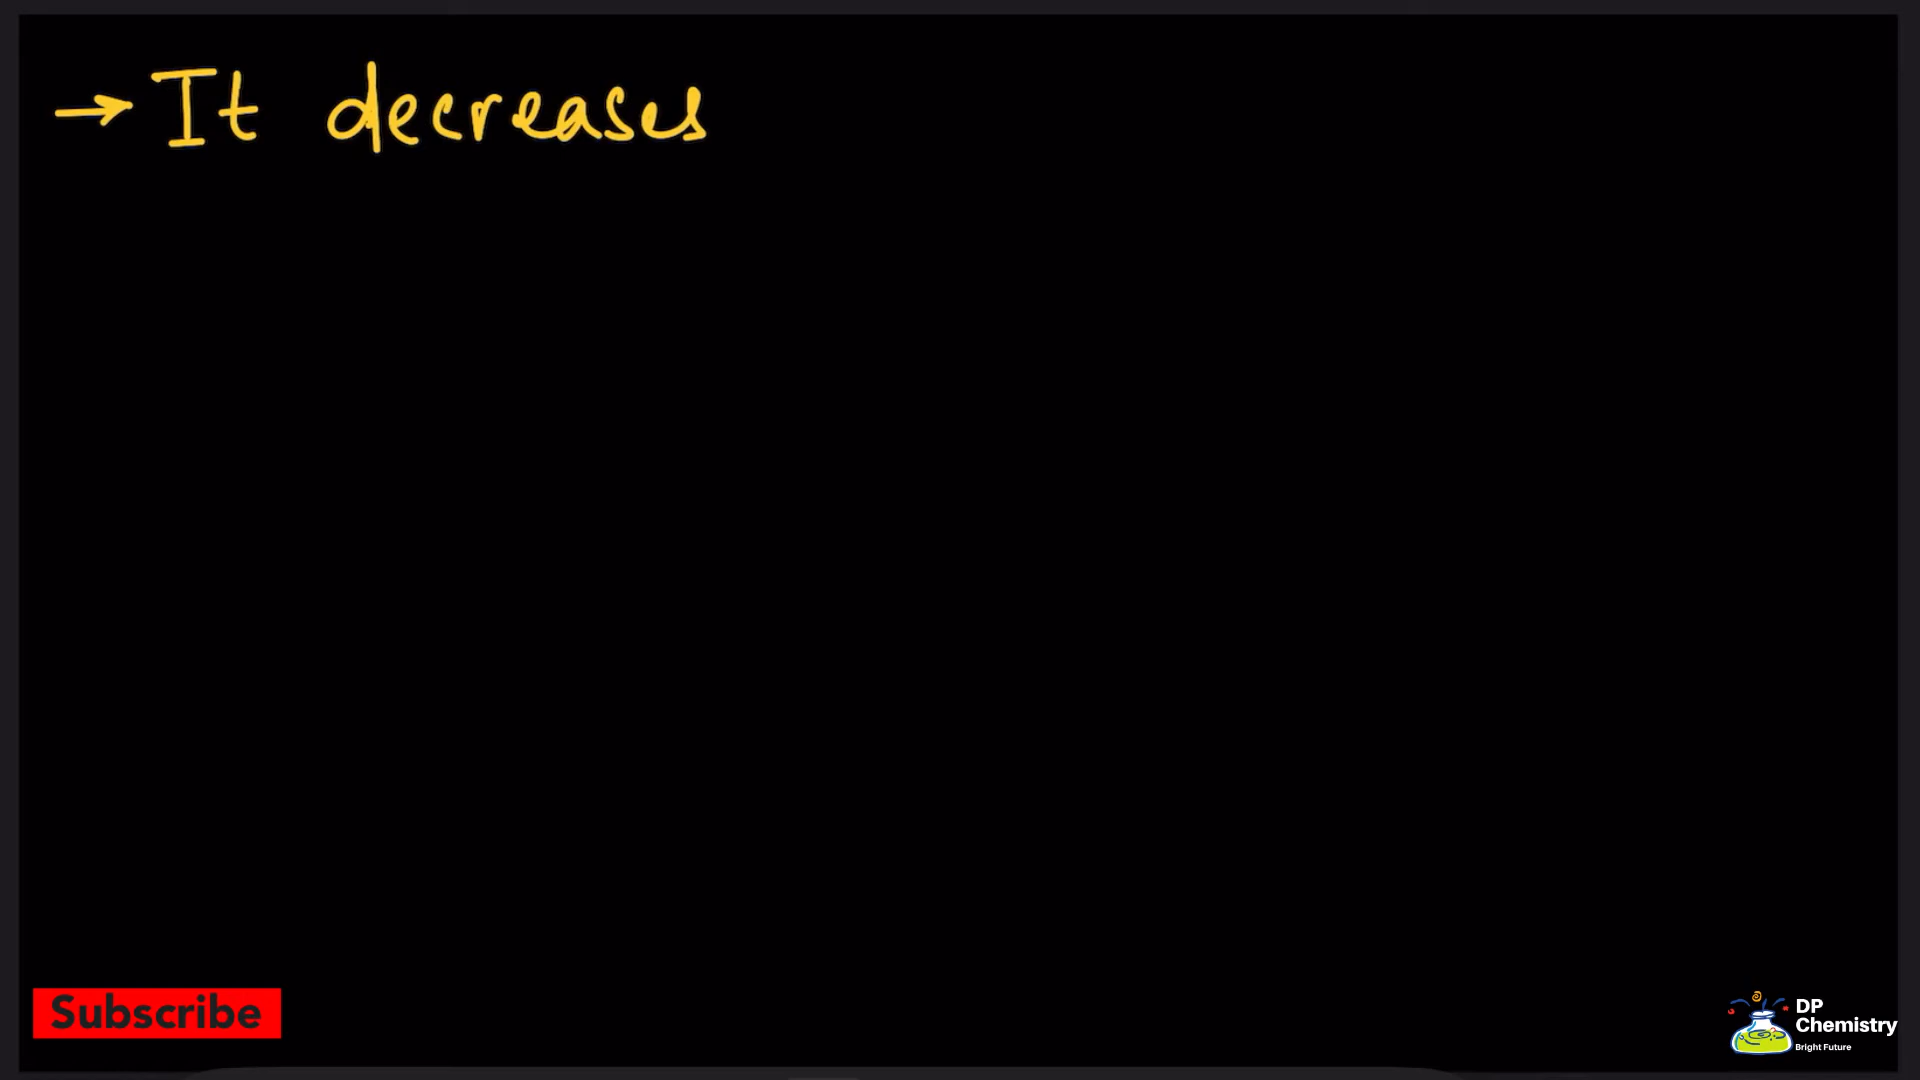 → It decreases
Subscribe
DP
Chemistry
Bright Future